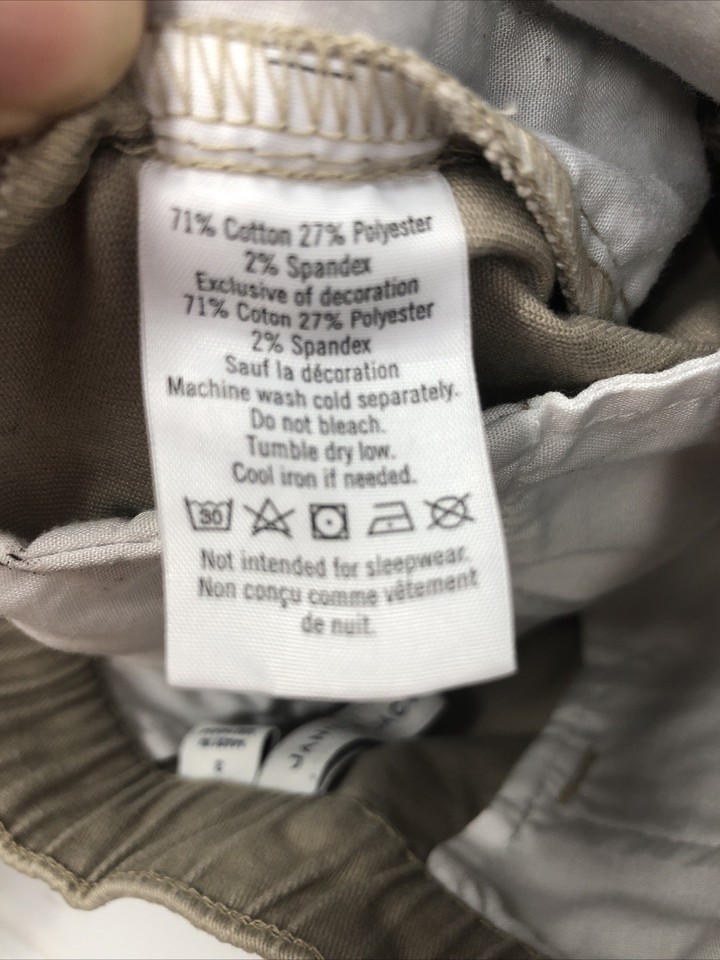 71% Cotton 27% Polyester
2% Spandex
Exclusive of decoration
71% Coton 27% Polyester
2% Spandex
Sauf la décoration
Machine wash cold separately.
Do not bleach.
Tumble dry low.
Cool iron if needed.
30
Not intended for sleepwear.
Non conçu comme vêtement
de nuit.
JAN